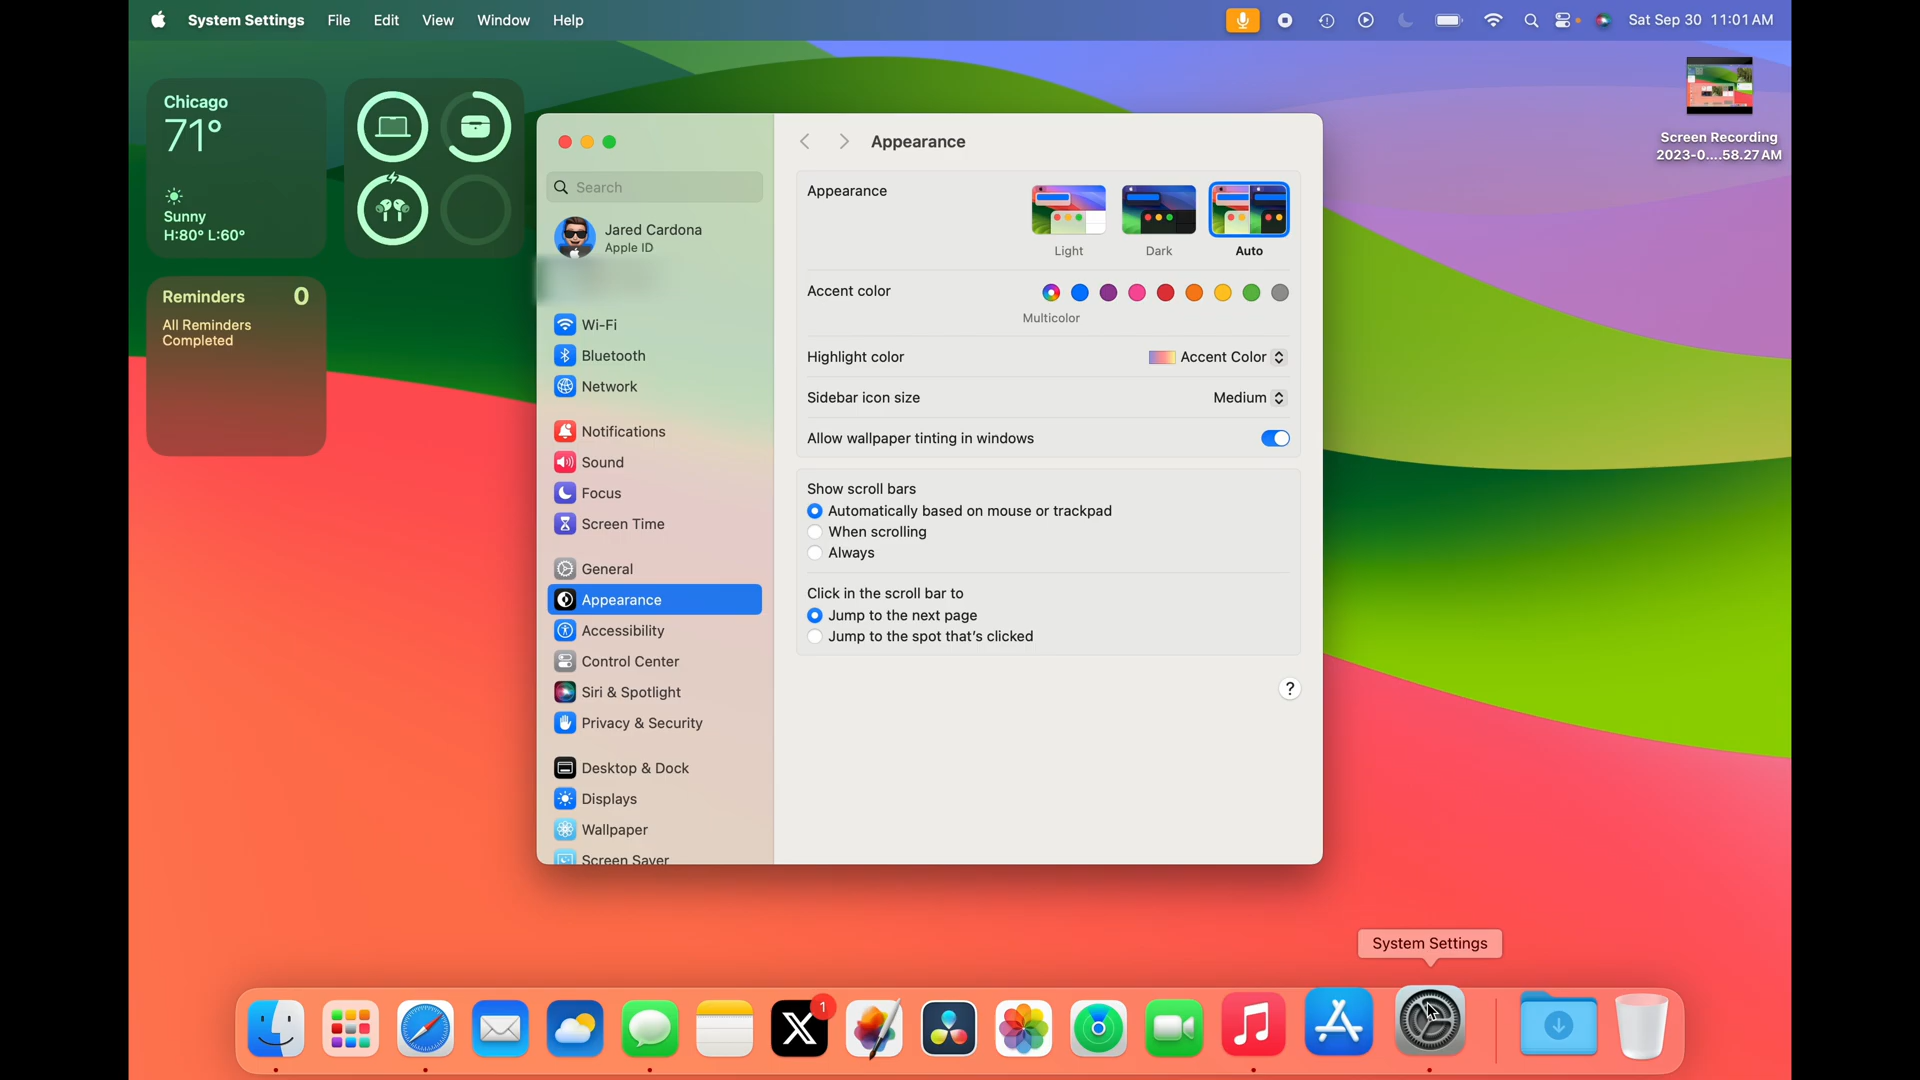 System Settings File Edit View Window Help
Sat Sep 30 11:01 AM
Chicago
71°
Sunny
H:80° L:60°
Reminders 0
All Reminders
Completed
Screen Recording
2023-0....58.27 AM
Search
Jared Cardona
Apple ID
Wi-Fi
Bluetooth
Network
Notifications
Sound
Focus
Screen Time
General
Appearance
Accessibility
Control Center
Siri & Spotlight
Privacy & Security
Desktop & Dock
Displays
Wallpaper
Screen Saver
Appearance
Appearance
Light Dark Auto
Accent color
Multicolor
Highlight color Accent Color
Sidebar icon size Medium
Allow wallpaper tinting in windows
Show scroll bars
Automatically based on mouse or trackpad
When scrolling
Always
Click in the scroll bar to
Jump to the next page
Jump to the spot that's clicked
?
System Settings
1